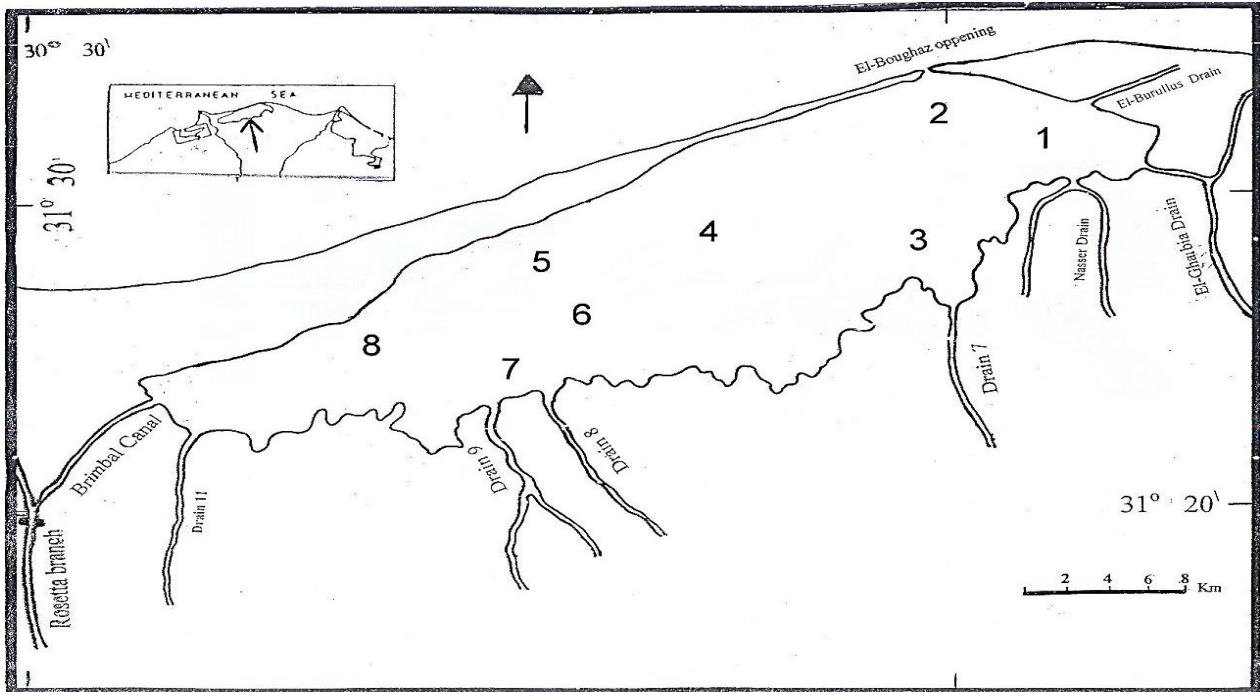 30° 30'
MEDITERRANEAN SEA
El-Boughaz oppening
El-Burullus Drain
31° 30'
2
1
El-Gharbia Drain
Nasser Drain
4
3
5
6
8
7
Drain 7
Brimbal Canal
Drain 11
Drain 9
Drain 8
31° 20'
Rosetta braneh
2 4 6 8 Km